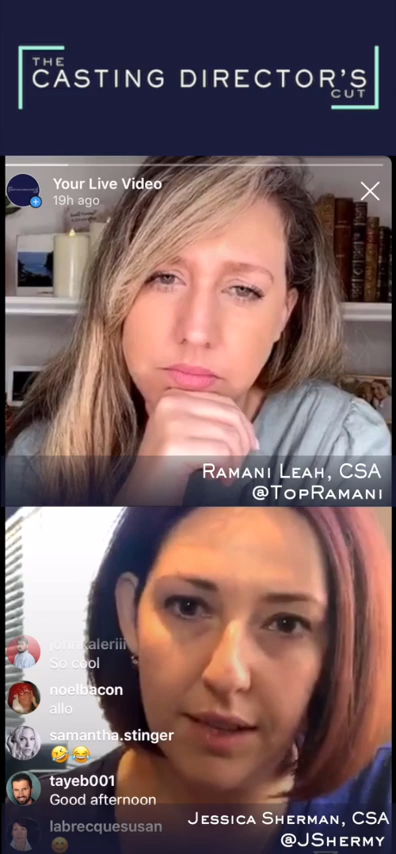 THE
CASTING DIRECTOR'S
CUT
Your Live Video
19h ago
RAMANI LEAH, CSA
@TOPRAMANI
So cool
noelbacon
allo
samantha.stinger
🤣😂
tayeb001
Good afternoon
JESSICA SHERMAN, CSA
labrecquesusan
@JSHERMY